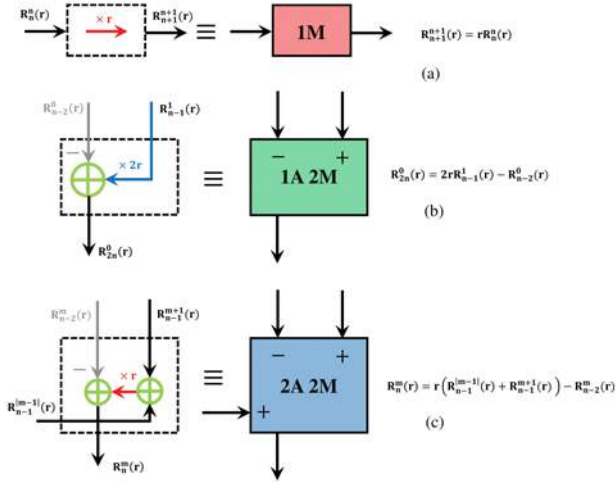 R_n^n(r) × r R_{n+1}^{n+1}(r) ≡ 1M R_{n+1}^{n+1}(r) = rR_n^n(r)
(a)
R_{n-2}^0(r) R_{n-1}^1(r)
− × 2r ≡ − + 1A 2M R_{2n}^0(r) = 2rR_{n-1}^1(r) − R_{n-2}^0(r)
(b)
R_{2n}^0(r)
R_{n-2}^m(r) R_{n-1}^{m+1}(r)
− × r ≡ − + 2A 2M R_n^m(r) = r(R_{n-1}^{|m-1|}(r) + R_{n-1}^{m+1}(r)) − R_{n-2}^m(r)
R_{n-1}^{|m-1|}(r) +
(c)
R_n^m(r)